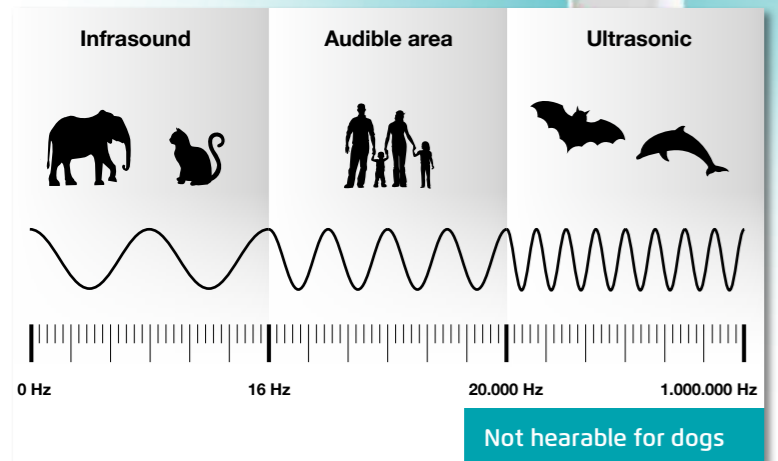 Infrasound
Audible area
Ultrasonic
0 Hz
16 Hz
20.000 Hz
1.000.000 Hz
Not hearable for dogs